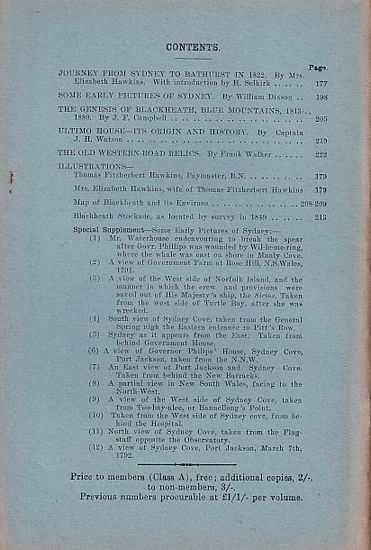 CONTENTS.
Page.
JOURNEY FROM SYDNEY TO BATHURST IN 1822. By Mrs.
Elizabeth Hawkins. With introduction by H. Selkirk ...... 177
SOME EARLY PICTURES OF SYDNEY. By William Dixson .. 198
THE GENESIS OF BLACKHEATH, BLUE MOUNTAINS, 1813-
1880. By J. F. Campbell .................. 205
ULTIMO HOUSE—ITS ORIGIN AND HISTORY. By Captain
J. H. Watson .................. 219
THE OLD WESTERN-ROAD RELICS. By Frank Walker ...... 222
ILLUSTRATIONS—
Thomas Fitzherbert Hawkins, Paymaster, R.N. ........ 179
Mrs. Elizabeth Hawkins, wife of Thomas Fitzherbert Hawkins 179
Map of Blackheath and its Environs ............ 208-209
Blackheath Stockade, as located by survey in 1849 ...... 213
Special Supplement—Some Early Pictures of Sydney:—
(1) Mr. Waterhouse endeavouring to break the spear
after Govr. Phillips was wounded by Wille-me-ring,
where the whale was cast on shore in Manly Cove.
(2) A view of Government Farm at Rose Hill, N.S.Wales,
1791.
(3) A view of the West side of Norfolk Island, and the
manner in which the crew and provisions were
saved out of His Majesty's ship, the Sirius. Taken
from the west side of Turtle Bay, after she was
wrecked.
(4) South view of Sydney Cove, taken from the General
Spring nigh the Eastern entrance to Pitt's Row.
(5) Sydney as it appears from the East. Taken from
behind Government House.
(6) A view of Governor Philips' House, Sydney Cove,
Port Jackson, taken from the N.N.W.
(7) An East view of Port Jackson and Sydney Cove.
Taken from behind the New Barracks.
(8) A partial view in New South Wales, facing to the
North-West.
(9) A view of the West side of Sydney Cove, taken
from Too-bay-ulee, or Bannellong's Point.
(10) Taken from the West side of Sydney cove, from be-
hind the Hospital.
(11) North view of Sydney Cove, taken from the Flag-
staff opposite the Observatory.
(12) A view of Sydney Cove, Port Jackson, March 7th,
1792.
Price to members (Class A), free; additional copies, 2/-.
to non-members, 3/-.
Previous numbers procurable at £1/1/- per volume.